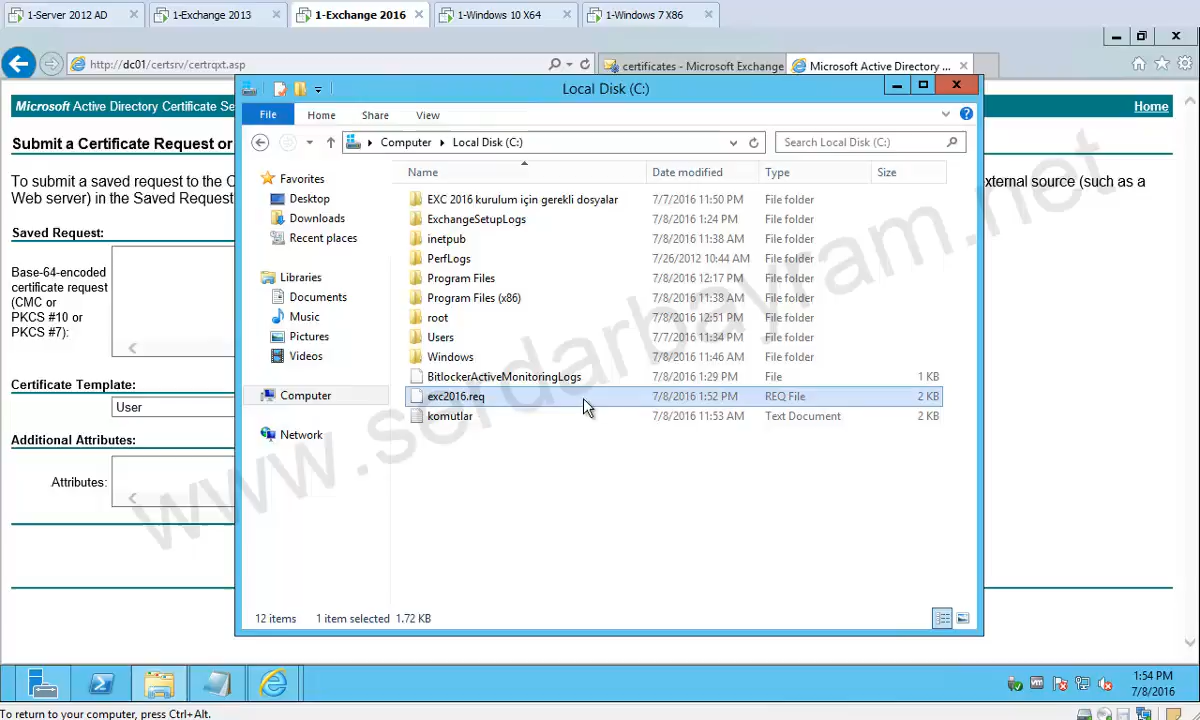 1-Server 2012 AD
1-Exchange 2013
1-Exchange 2016
1-Windows 10 X64
1-Windows 7 X86
http://dc01/certsrv/certrqxt.asp
certificates - Microsoft Exchange
Microsoft Active Directory ...
Microsoft Active Directory Certificate Se
Home
Submit a Certificate Request or
To submit a saved request to the C
xternal source (such as a
Web server) in the Saved Request
Saved Request:
Base-64-encoded
certificate request
(CMC or
PKCS #10 or
PKCS #7):
Certificate Template:
User
Additional Attributes:
Attributes:
Local Disk (C:)
File
Home
Share
View
Computer
Local Disk (C:)
Search Local Disk (C:)
Favorites
Desktop
Downloads
Recent places
Libraries
Documents
Music
Pictures
Videos
Computer
Network
Name Date modified Type Size
EXC 2016 kurulum için gerekli dosyalar 7/7/2016 11:50 PM File folder
ExchangeSetupLogs 7/8/2016 1:24 PM File folder
inetpub 7/8/2016 11:38 AM File folder
PerfLogs 7/26/2012 10:44 AM File folder
Program Files 7/8/2016 12:17 PM File folder
Program Files (x86) 7/8/2016 11:38 AM File folder
root 7/8/2016 12:51 PM File folder
Users 7/7/2016 11:34 PM File folder
Windows 7/8/2016 11:46 AM File folder
BitlockerActiveMonitoringLogs 7/8/2016 1:29 PM File 1 KB
exc2016.req 7/8/2016 1:52 PM REQ File 2 KB
komutlar 7/8/2016 11:53 AM Text Document 2 KB
12 items 1 item selected 1.72 KB
www.serdarbayram.net
1:54 PM
7/8/2016
To return to your computer, press Ctrl+Alt.